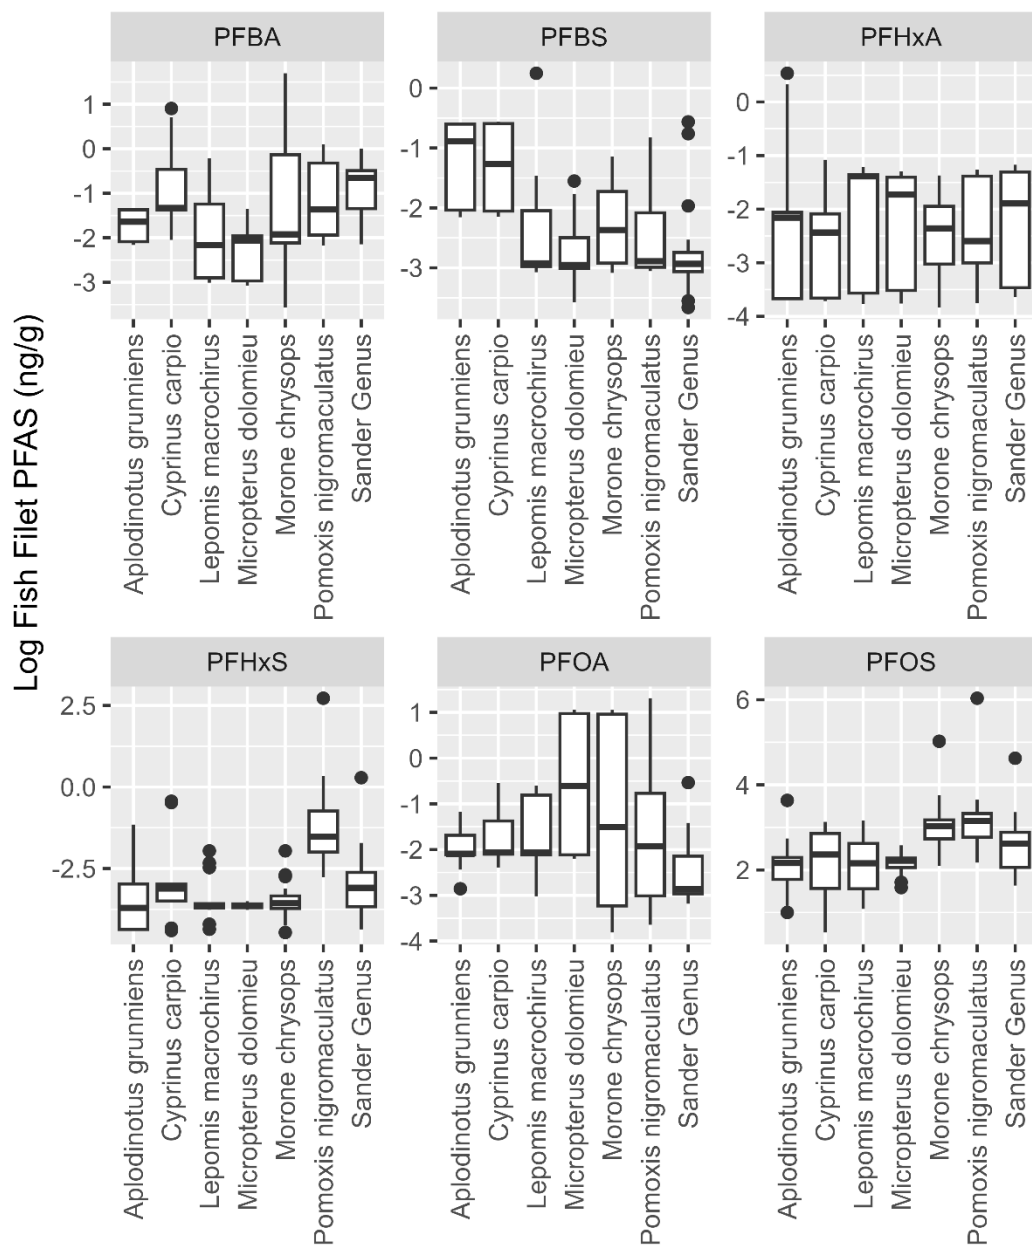 Log Fish Filet PFAS (ng/g)
PFBA
PFBS
PFHxA
1
0
-1
-2
-3
0
-1
-2
-3
0
-1
-2
-3
-4
Aplodinotus grunniens
Cyprinus carpio
Lepomis macrochirus
Micropterus dolomieu
Morone chrysops
Pomoxis nigromaculatus
Sander Genus
Aplodinotus grunniens
Cyprinus carpio
Lepomis macrochirus
Micropterus dolomieu
Morone chrysops
Pomoxis nigromaculatus
Sander Genus
Aplodinotus grunniens
Cyprinus carpio
Lepomis macrochirus
Micropterus dolomieu
Morone chrysops
Pomoxis nigromaculatus
Sander Genus
PFHxS
PFOA
PFOS
2.5
0.0
-2.5
1
0
-1
-2
-3
-4
6
4
2
Aplodinotus grunniens
Cyprinus carpio
Lepomis macrochirus
Micropterus dolomieu
Morone chrysops
Pomoxis nigromaculatus
Sander Genus
Aplodinotus grunniens
Cyprinus carpio
Lepomis macrochirus
Micropterus dolomieu
Morone chrysops
Pomoxis nigromaculatus
Sander Genus
Aplodinotus grunniens
Cyprinus carpio
Lepomis macrochirus
Micropterus dolomieu
Morone chrysops
Pomoxis nigromaculatus
Sander Genus